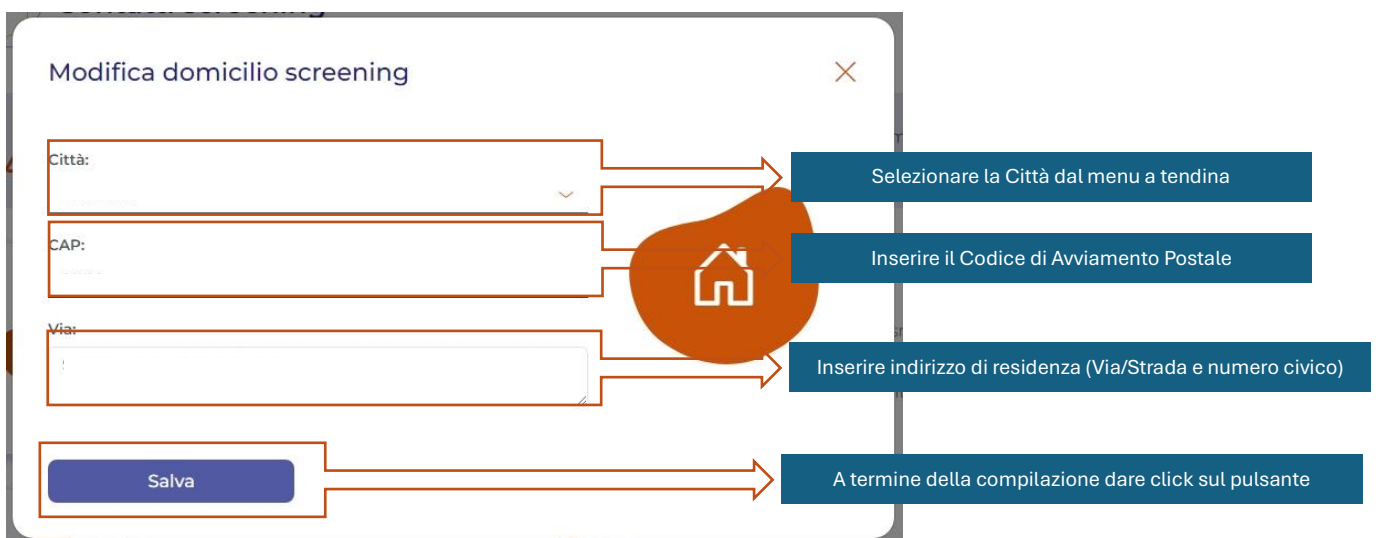 Modifica domicilio screening
Città:
Selezionare la Città dal menu a tendina
CAP:
Inserire il Codice di Avviamento Postale
Via:
Inserire indirizzo di residenza (Via/Strada e numero civico)
Salva
A termine della compilazione dare click sul pulsante